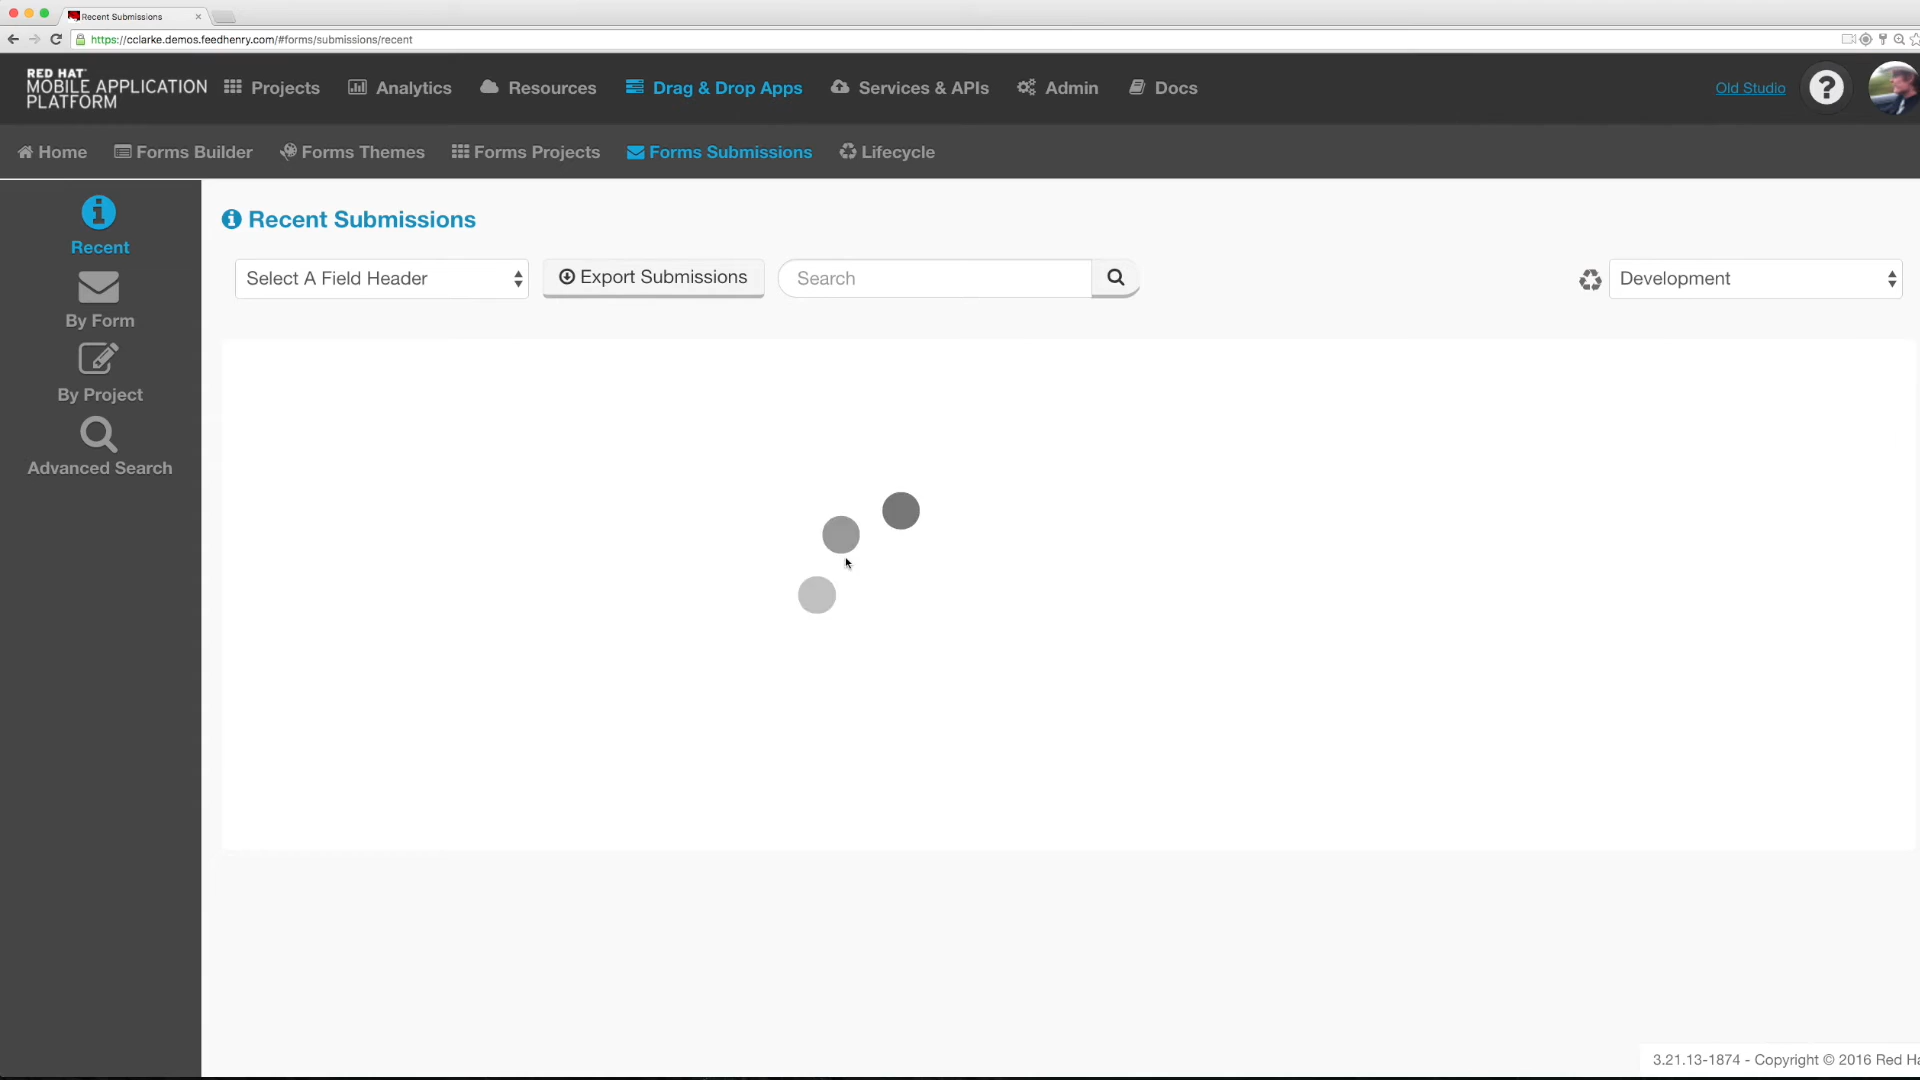 Recent Submissions
https://cclarke.demos.feedhenry.com/#forms/submissions/recent
RED HAT
MOBILE APPLICATION
PLATFORM
Projects
Analytics
Resources
Drag & Drop Apps
Services & APIs
Admin
Docs
Old Studio
?
Home
Forms Builder
Forms Themes
Forms Projects
Forms Submissions
Lifecycle
Recent
By Form
By Project
Advanced Search
Recent Submissions
Select A Field Header
Export Submissions
Search
Development
3.21.13-1874 - Copyright © 2016 Red Ha